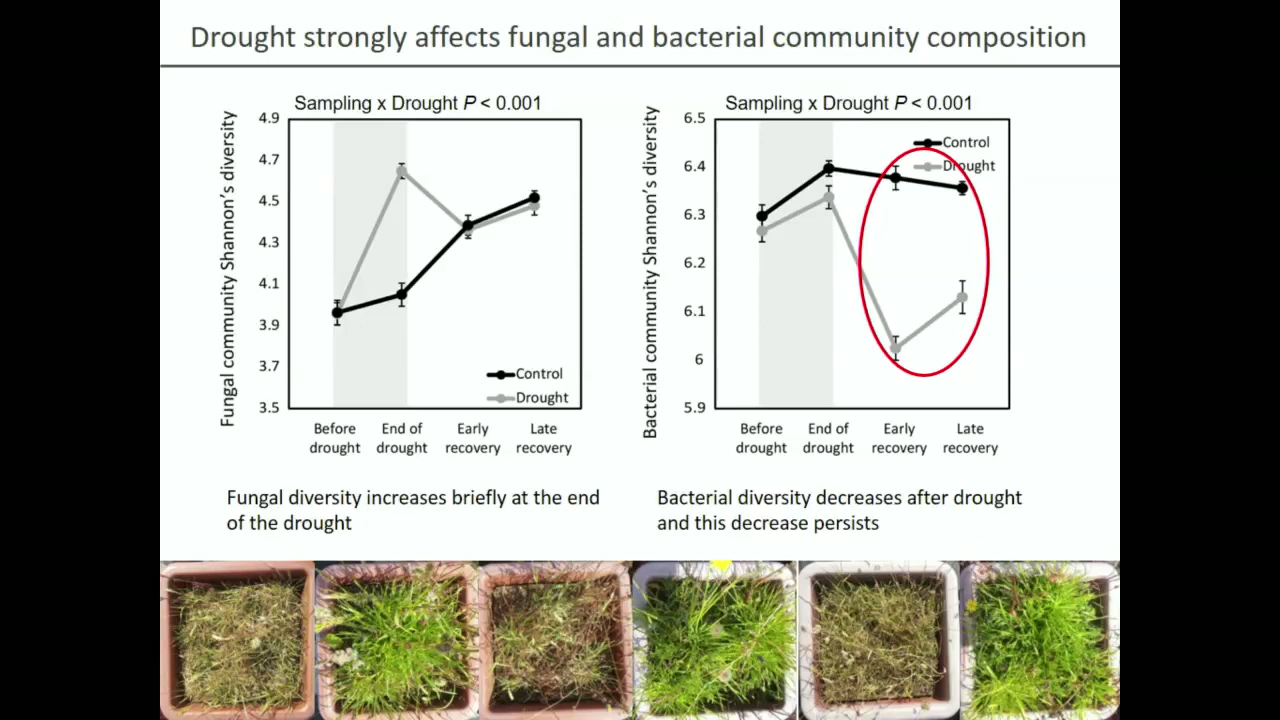 Drought strongly affects fungal and bacterial community composition
Sampling x Drought P < 0.001
Fungal community Shannon's diversity
4.9
4.7
4.5
4.3
4.1
3.9
3.7
3.5
Control
Drought
Before drought
End of drought
Early recovery
Late recovery
Fungal diversity increases briefly at the end
of the drought
Sampling x Drought P < 0.001
Bacterial community Shannon's diversity
6.5
6.4
6.3
6.2
6.1
6
5.9
Control
Drought
Before drought
End of drought
Early recovery
Late recovery
Bacterial diversity decreases after drought
and this decrease persists